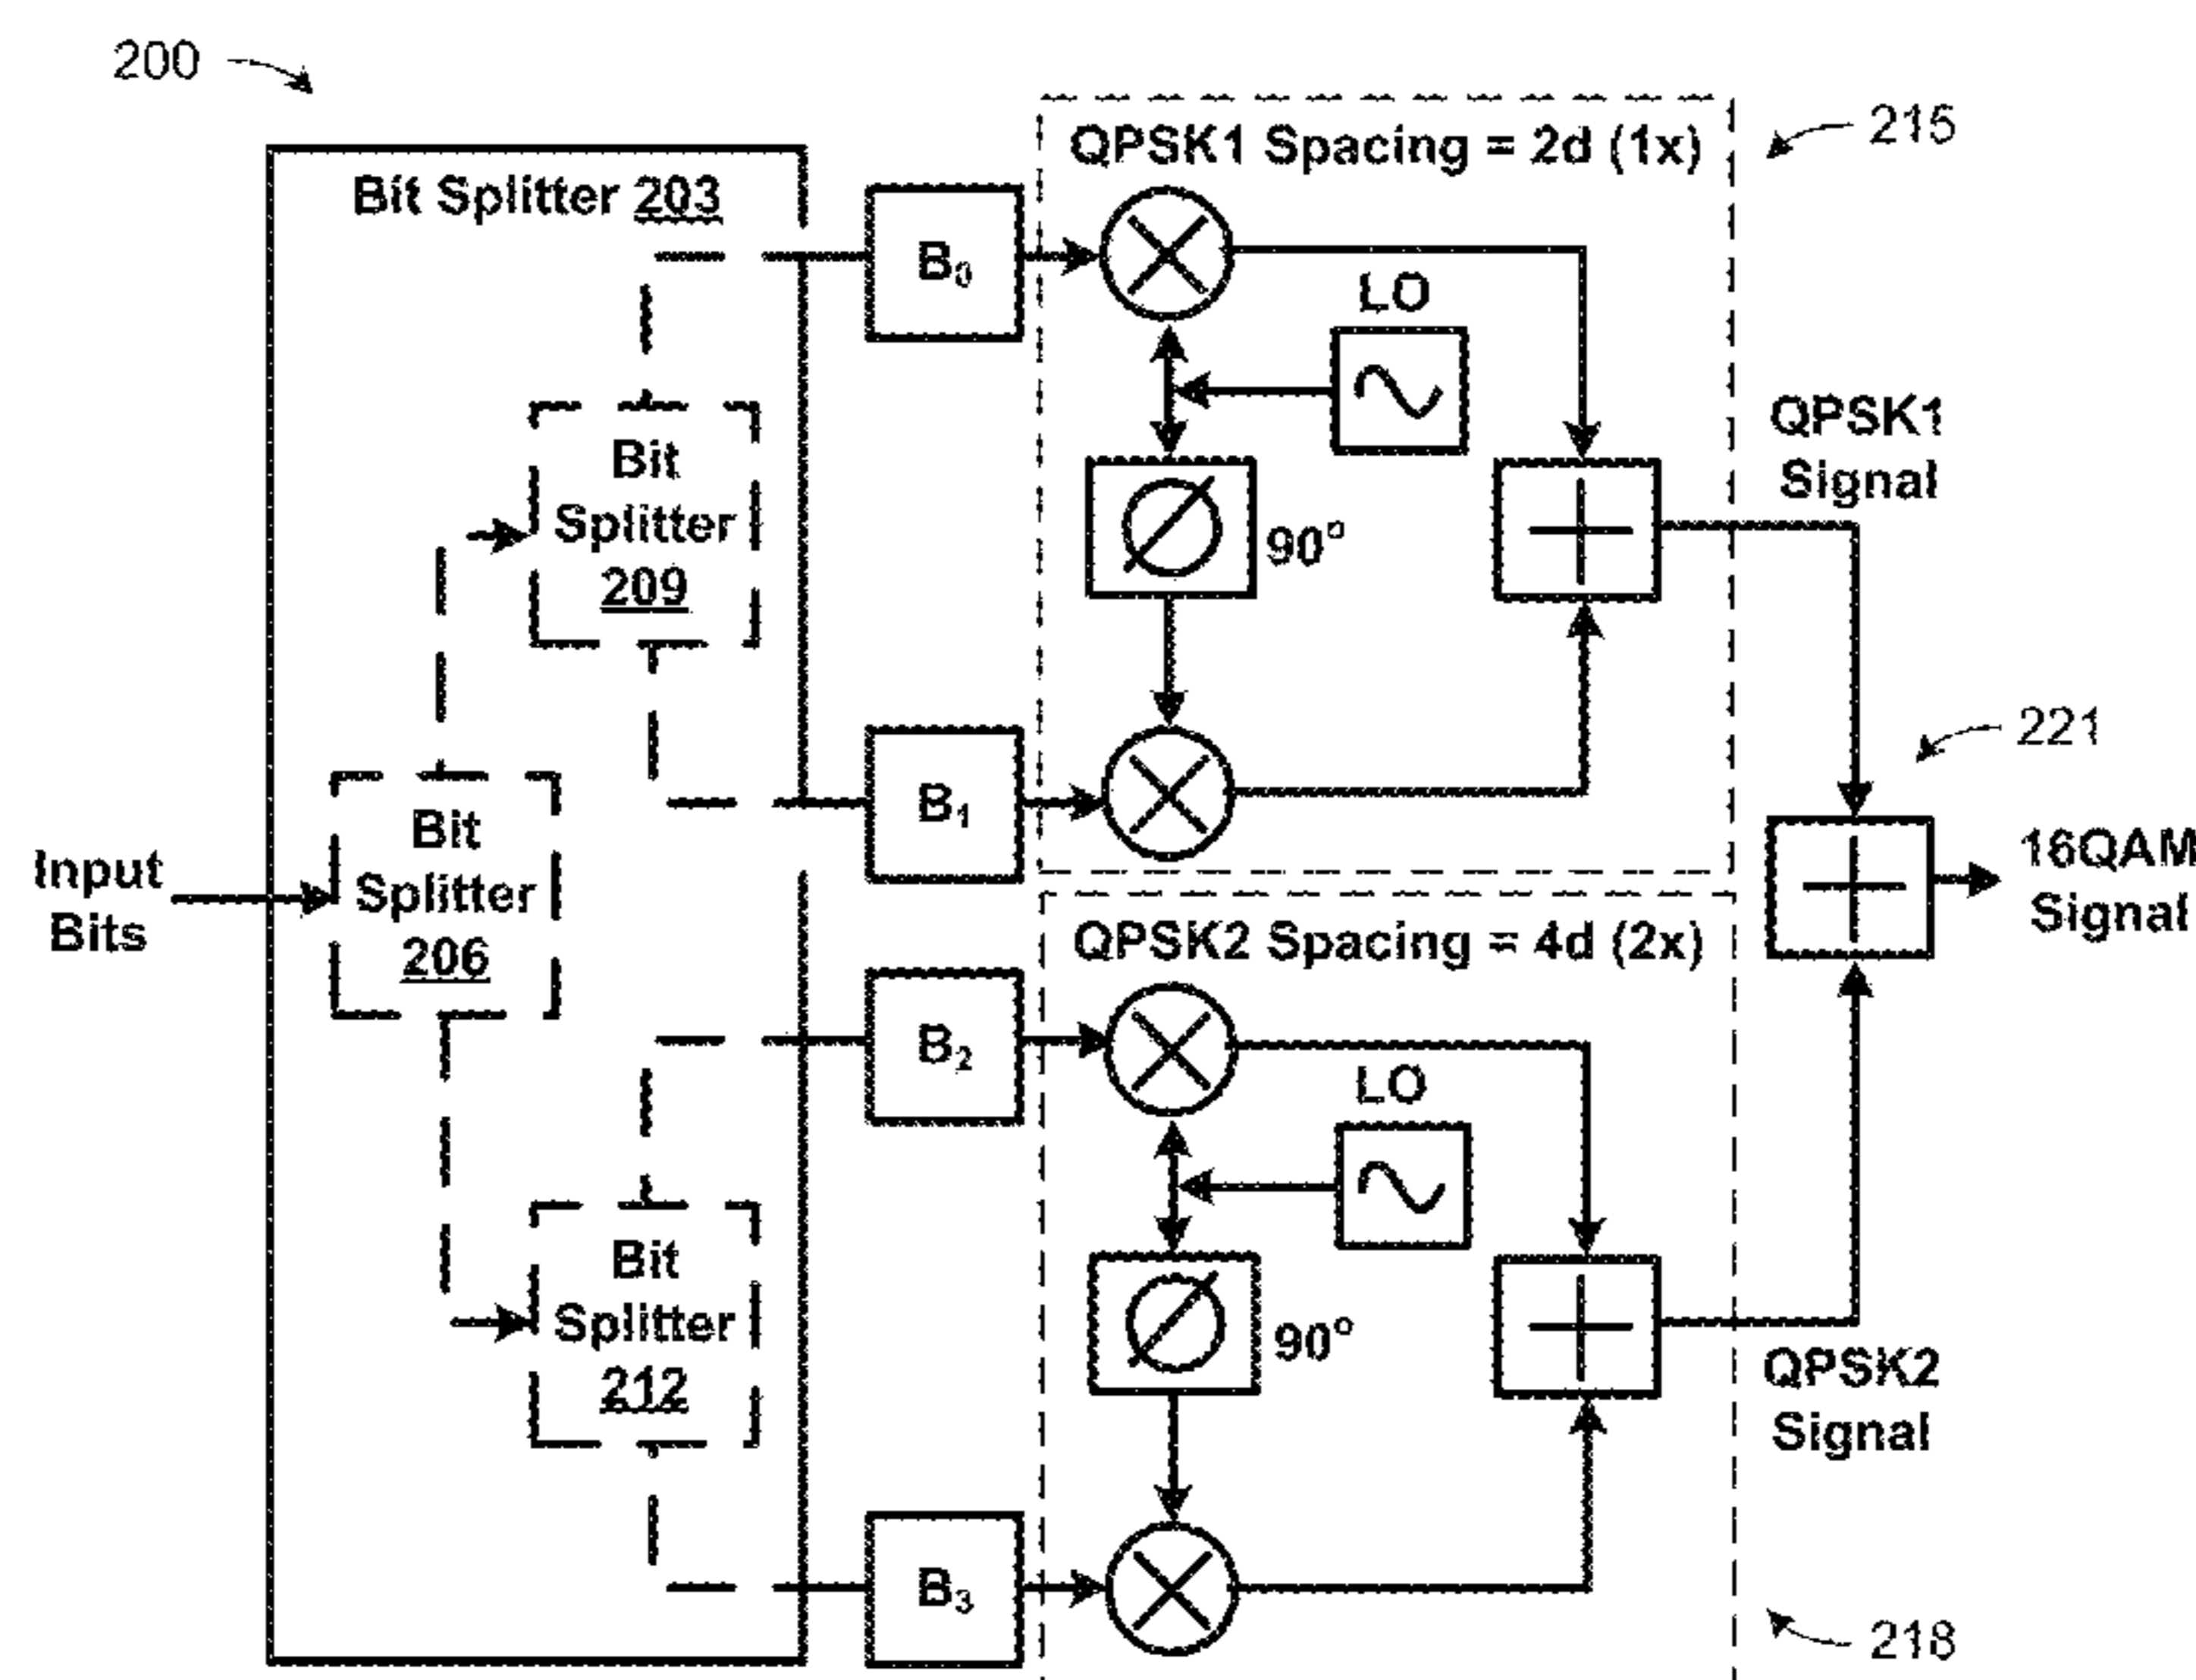 200
215
QPSK1 Spacing = 2d (1x)
Bit Splitter 203
B0
LO
Bit
Splitter
209
90°
QPSK1
Signal
221
B1
Bit
Splitter
206
Input
Bits
16QAM
Signal
QPSK2 Spacing = 4d (2x)
B2
LO
Bit
Splitter
212
90°
QPSK2
Signal
B3
218